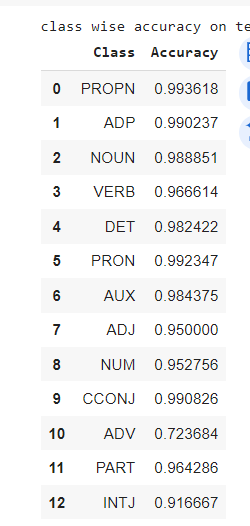 class wise accuracy on te
Class Accuracy
0 PROPN 0.993618
1 ADP 0.990237
2 NOUN 0.988851
3 VERB 0.966614
4 DET 0.982422
5 PRON 0.992347
6 AUX 0.984375
7 ADJ 0.950000
8 NUM 0.952756
9 CCONJ 0.990826
10 ADV 0.723684
11 PART 0.964286
12 INTJ 0.916667